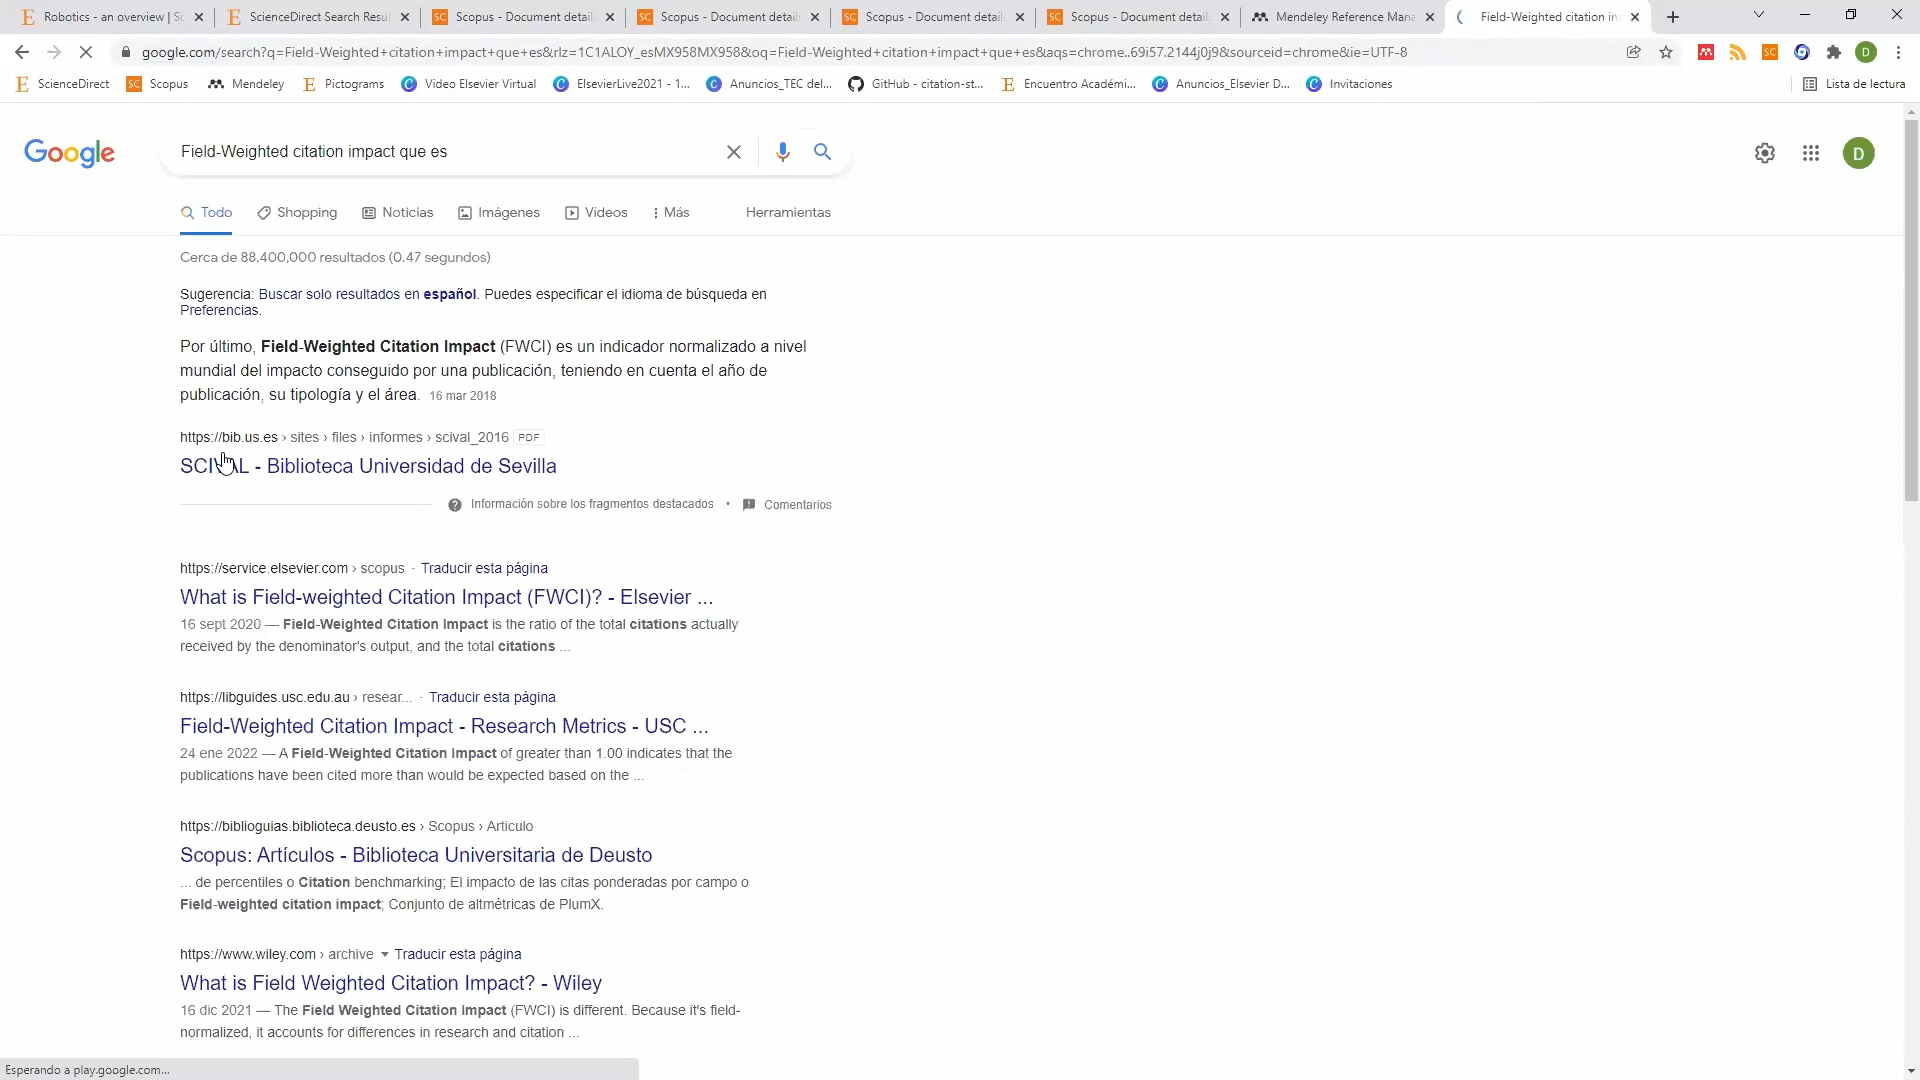 Robotics - an overview | Sc
ScienceDirect Search Resul
Scopus - Document detail
Scopus - Document detail
Scopus - Document detail
Scopus - Document detail
Mendeley Reference Mana
Field-Weighted citation im
google.com/search?q=Field-Weighted+citation+impact+que+es&rlz=1C1ALOY_esMX958MX958&oq=Field-Weighted+citation+impact+que+es&aqs=chrome..69i57.2144j0j9&sourceid=chrome&ie=UTF-8
SC
D
ScienceDirect
Scopus
Mendeley
Pictograms
Video Elsevier Virtual
ElsevierLive2021 - 1...
Anuncios_TEC del...
GitHub - citation-st...
Encuentro Académi...
Anuncios_Elsevier D...
Invitaciones
Lista de lectura
Google
Field-Weighted citation impact que es
D
Todo
Shopping
Noticias
Imágenes
Videos
Más
Herramientas
Cerca de 88,400,000 resultados (0.47 segundos)
Sugerencia: Buscar solo resultados en español. Puedes especificar el idioma de búsqueda en
Preferencias.
Por último, Field-Weighted Citation Impact (FWCI) es un indicador normalizado a nivel
mundial del impacto conseguido por una publicación, teniendo en cuenta el año de
publicación, su tipología y el área. 16 mar 2018
https://bib.us.es › sites › files › informes › scival_2016 PDF
SCIVAL - Biblioteca Universidad de Sevilla
Información sobre los fragmentos destacados • Comentarios
https://service.elsevier.com › scopus · Traducir esta página
What is Field-weighted Citation Impact (FWCI)? - Elsevier ...
16 sept 2020 — Field-Weighted Citation Impact is the ratio of the total citations actually
received by the denominator's output, and the total citations ...
https://libguides.usc.edu.au › resear... · Traducir esta página
Field-Weighted Citation Impact - Research Metrics - USC ...
24 ene 2022 — A Field-Weighted Citation Impact of greater than 1.00 indicates that the
publications have been cited more than would be expected based on the ...
https://biblioguias.biblioteca.deusto.es › Scopus › Articulo
Scopus: Artículos - Biblioteca Universitaria de Deusto
... de percentiles o Citation benchmarking; El impacto de las citas ponderadas por campo o
Field-weighted citation impact; Conjunto de altmétricas de PlumX.
https://www.wiley.com › archive Traducir esta página
What is Field Weighted Citation Impact? - Wiley
16 dic 2021 — The Field Weighted Citation Impact (FWCI) is different. Because it's field-
normalized, it accounts for differences in research and citation ...
Esperando a play.google.com...